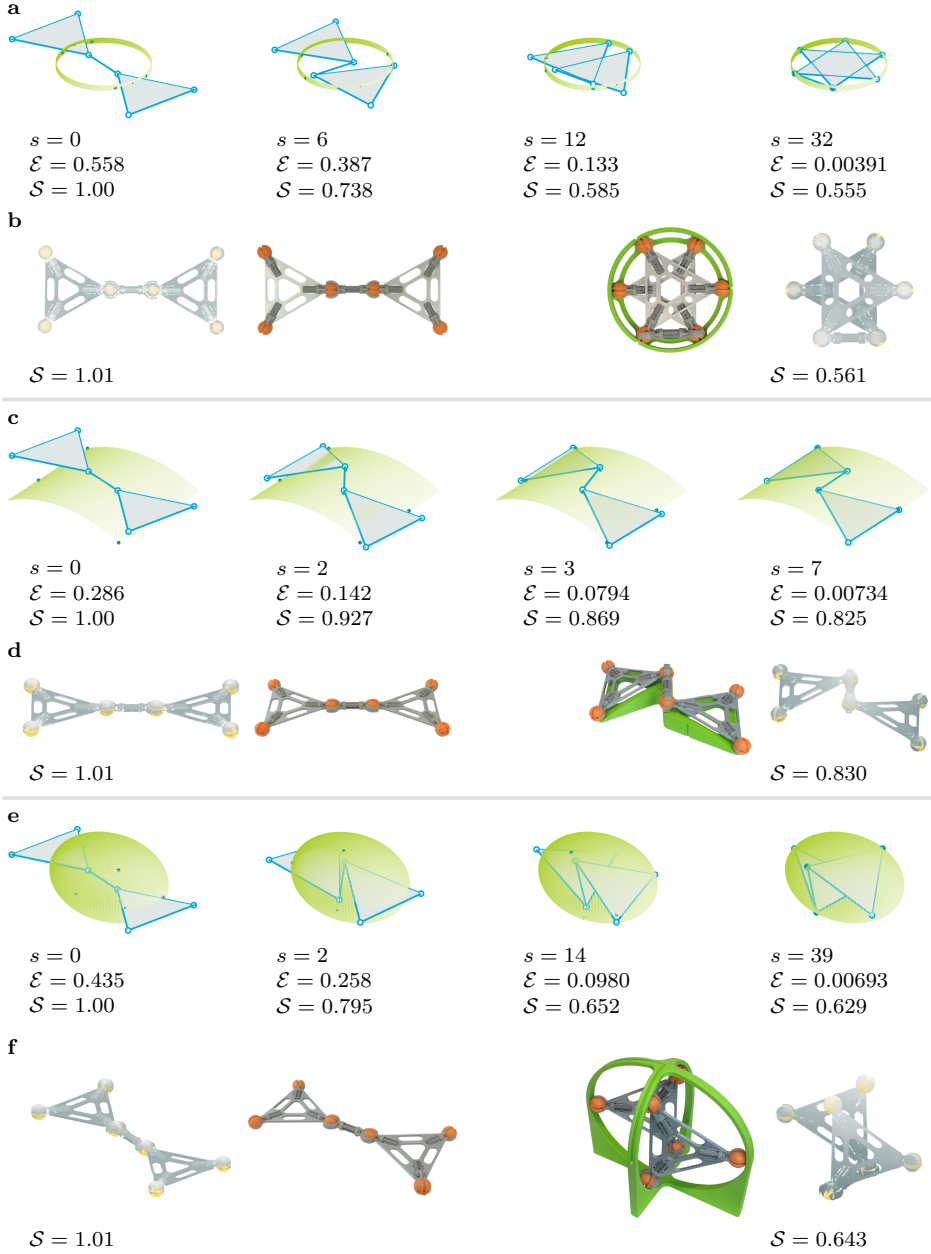 a
s = 0
ℰ = 0.558
𝒮 = 1.00
s = 6
ℰ = 0.387
𝒮 = 0.738
s = 12
ℰ = 0.133
𝒮 = 0.585
s = 32
ℰ = 0.00391
𝒮 = 0.555
b
𝒮 = 1.01
𝒮 = 0.561
c
s = 0
ℰ = 0.286
𝒮 = 1.00
s = 2
ℰ = 0.142
𝒮 = 0.927
s = 3
ℰ = 0.0794
𝒮 = 0.869
s = 7
ℰ = 0.00734
𝒮 = 0.825
d
𝒮 = 1.01
𝒮 = 0.830
e
s = 0
ℰ = 0.435
𝒮 = 1.00
s = 2
ℰ = 0.258
𝒮 = 0.795
s = 14
ℰ = 0.0980
𝒮 = 0.652
s = 39
ℰ = 0.00693
𝒮 = 0.629
f
𝒮 = 1.01
𝒮 = 0.643